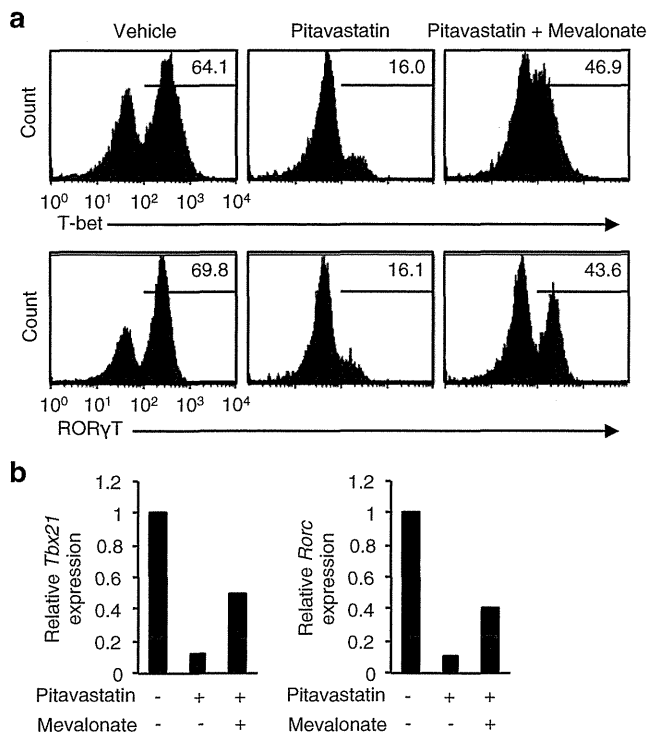 a
Vehicle Pitavastatin Pitavastatin + Mevalonate
Count 64.1 16.0 46.9
10⁰ 10¹ 10² 10³ 10⁴
T-bet
Count 69.8 16.1 43.6
10⁰ 10¹ 10² 10³ 10⁴
RORγT
b
Relative Tbx21 expression
1.2
1
0.8
0.6
0.4
0.2
0
Pitavastatin - + +
Mevalonate - - +
Relative Rorc expression
1.2
1
0.8
0.6
0.4
0.2
0
Pitavastatin - + +
Mevalonate - - +